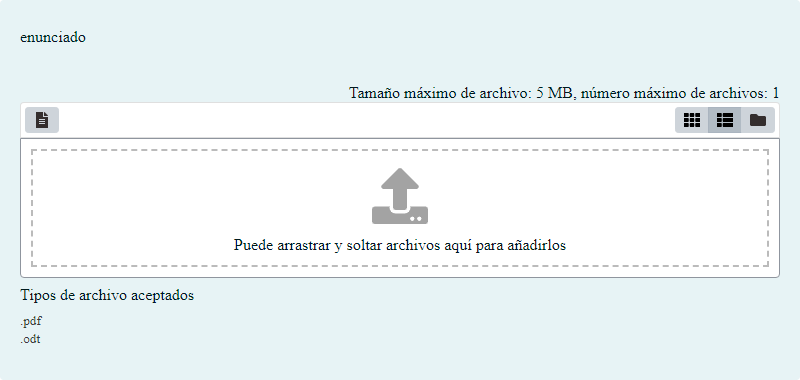 enunciado
Tamaño máximo de archivo: 5 MB, número máximo de archivos: 1
Puede arrastrar y soltar archivos aquí para añadirlos
Tipos de archivo aceptados
.pdf
.odt